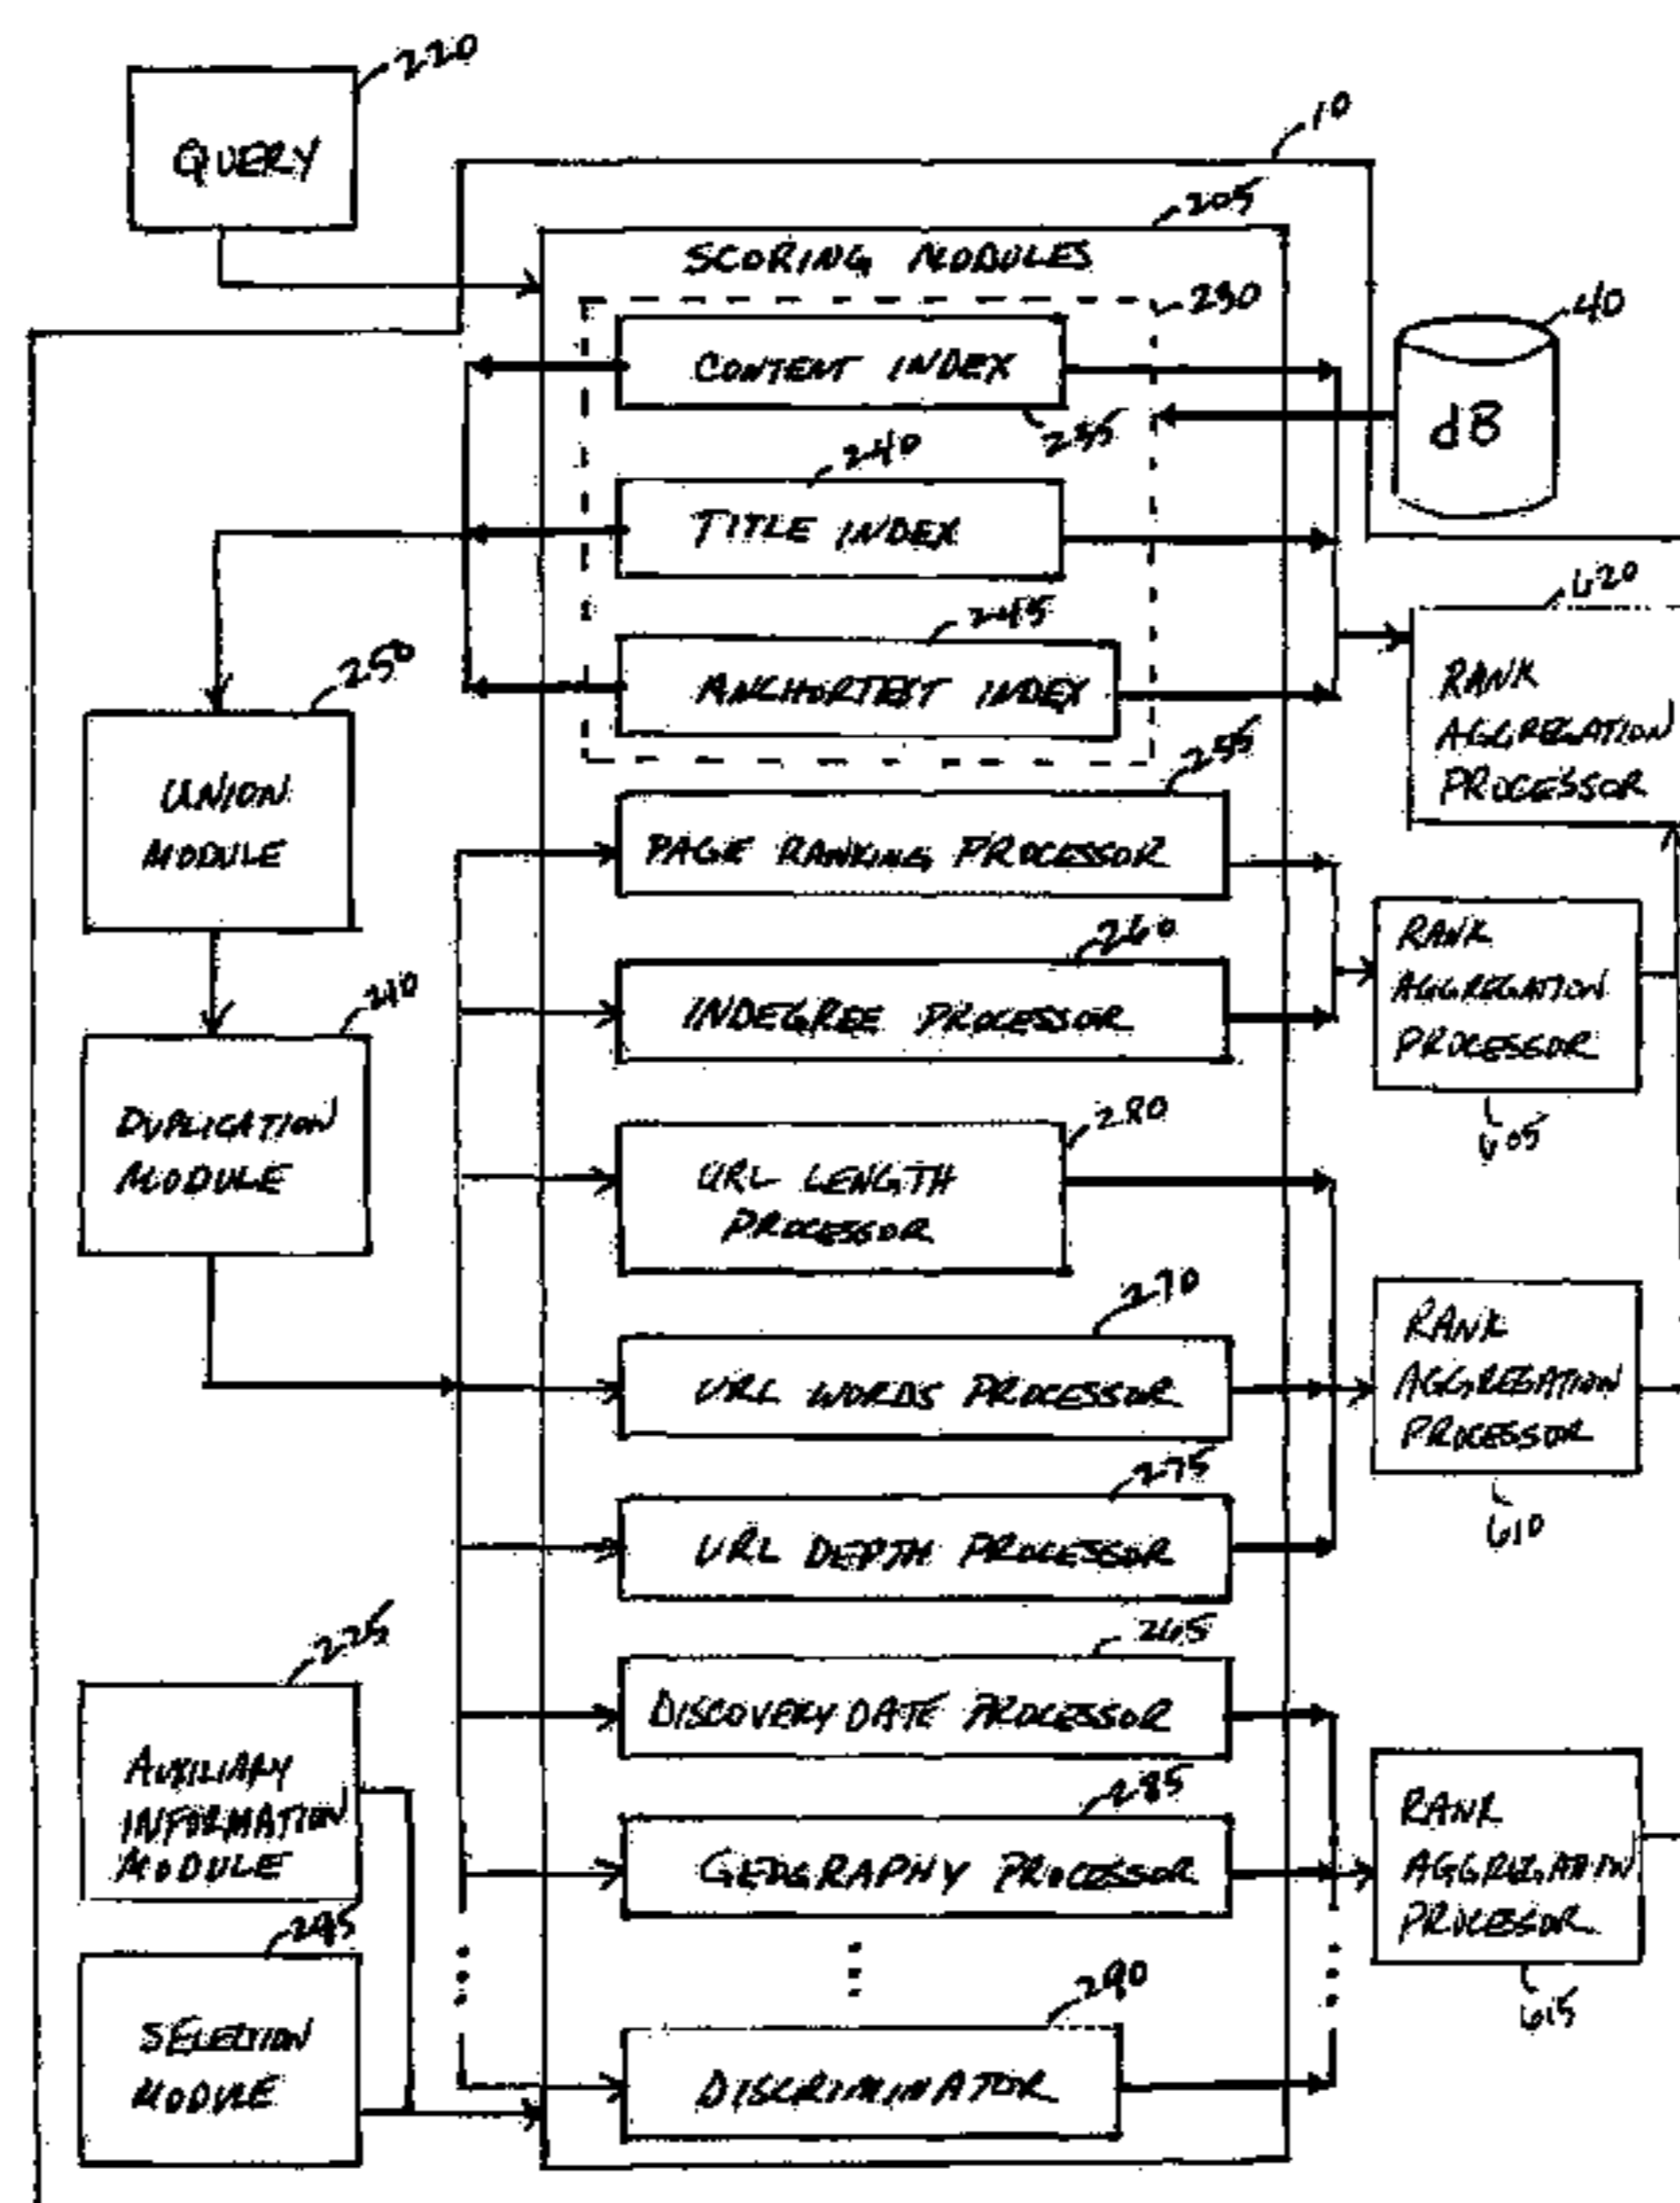 220
QUERY
10
205
SCORING MODULES
230
CONTENT INDEX
235
40
dB
240
TITLE INDEX
245
ANCHORTEXT INDEX
620
RANK
AGGREGATION
PROCESSOR
250
UNION
MODULE
255
PAGE RANKING PROCESSOR
260
INDEGREE PROCESSOR
RANK
AGGREGATION
PROCESSOR
605
210
DUPLICATION
MODULE
280
URL LENGTH
PROCESSOR
270
URL WORDS PROCESSOR
RANK
AGGREGATION
PROCESSOR
610
275
URL DEPTH PROCESSOR
265
DISCOVERY DATE PROCESSOR
225
AUXILIARY
INFORMATION
MODULE
285
GEOGRAPHY PROCESSOR
RANK
AGGREGATION
PROCESSOR
615
295
SELECTION
MODULE
290
DISCRIMINATOR